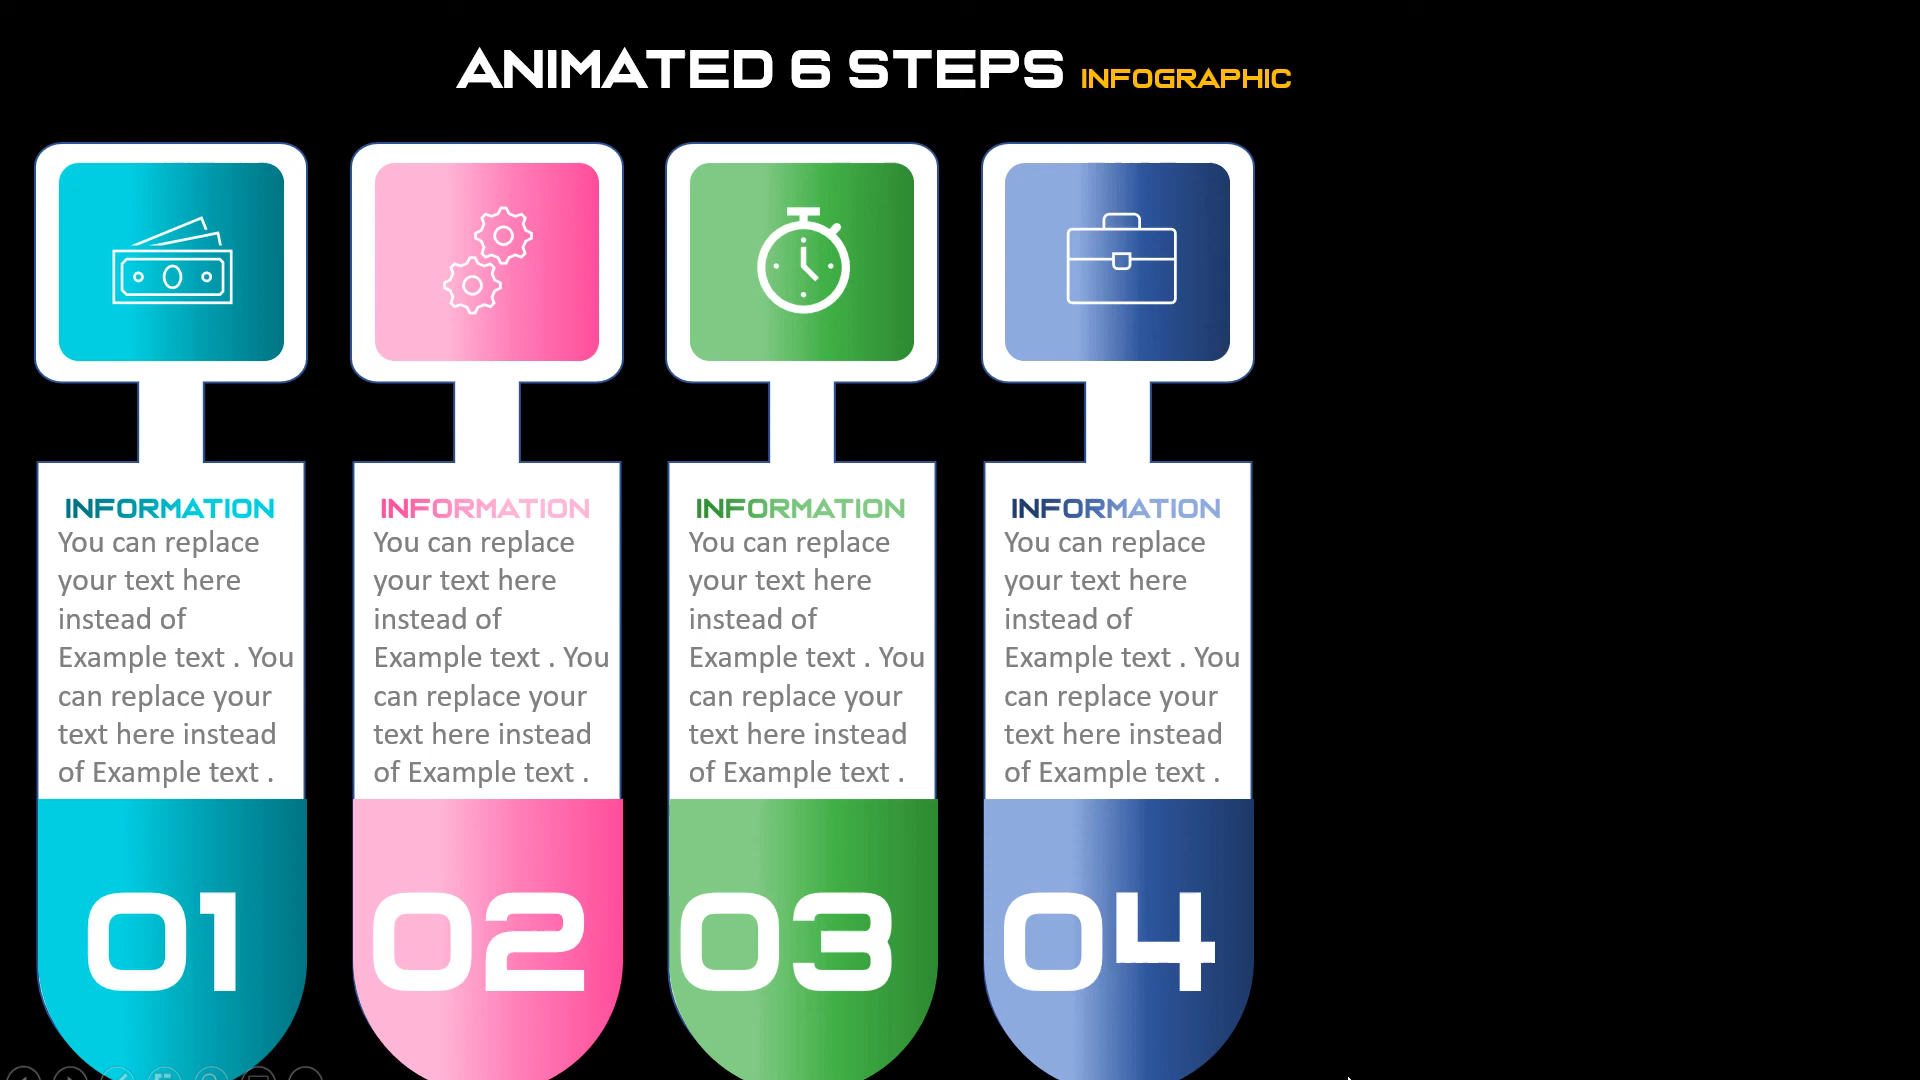 ANIMATED 6 STEPS INFOGRAPHIC
INFORMATION
You can replace
your text here
instead of
Example text . You
can replace your
text here instead
of Example text .
01
INFORMATION
You can replace
your text here
instead of
Example text . You
can replace your
text here instead
of Example text .
02
INFORMATION
You can replace
your text here
instead of
Example text . You
can replace your
text here instead
of Example text .
03
INFORMATION
You can replace
your text here
instead of
Example text . You
can replace your
text here instead
of Example text .
04